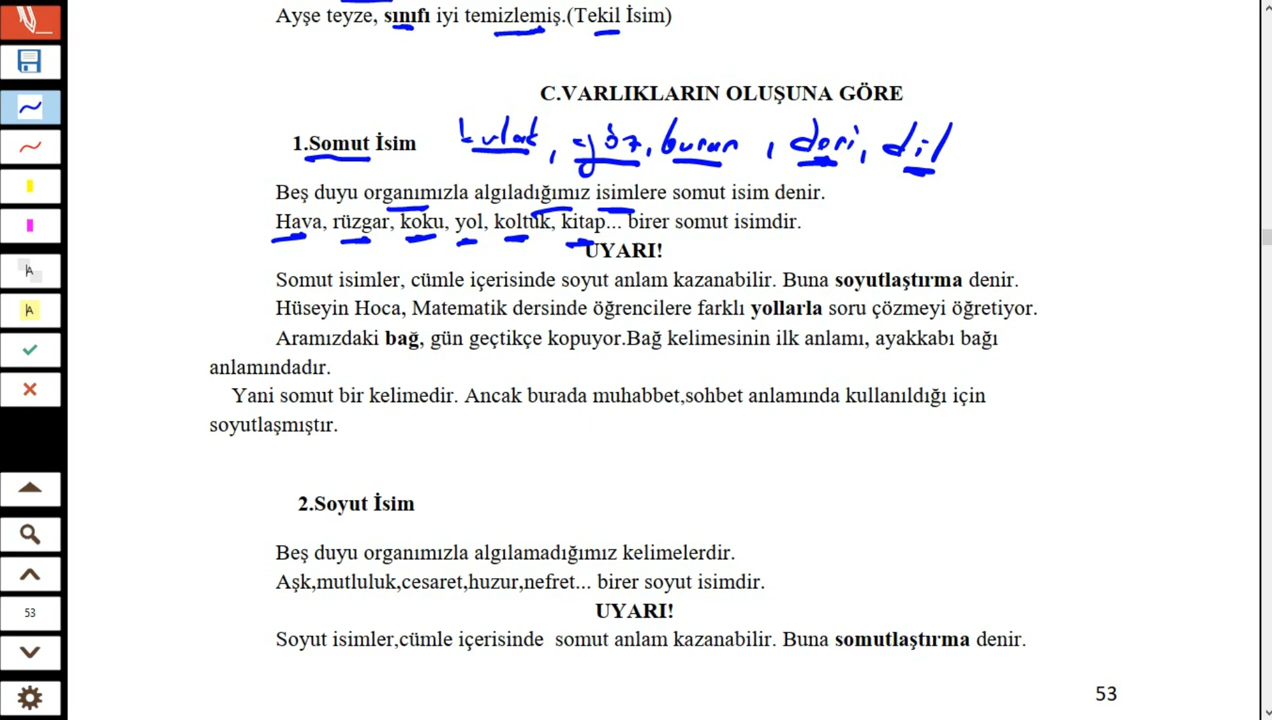 Ayşe teyze, sınıfı iyi temizlemiş.(Tekil İsim)
C.VARLIKLARIN OLUŞUNA GÖRE
1.Somut İsim kulak, göz, burun, deri, dil
Beş duyu organımızla algıladığımız isimlere somut isim denir.
Hava, rüzgar, koku, yol, koltuk, kitap... birer somut isimdir.
UYARI!
Somut isimler, cümle içerisinde soyut anlam kazanabilir. Buna soyutlaştırma denir.
Hüseyin Hoca, Matematik dersinde öğrencilere farklı yollarla soru çözmeyi öğretiyor.
Aramızdaki bağ, gün geçtikçe kopuyor.Bağ kelimesinin ilk anlamı, ayakkabı bağı
anlamındadır.
Yani somut bir kelimedir. Ancak burada muhabbet,sohbet anlamında kullanıldığı için
soyutlaşmıştır.
2.Soyut İsim
Beş duyu organımızla algılamadığımız kelimelerdir.
Aşk,mutluluk,cesaret,huzur,nefret... birer soyut isimdir.
UYARI!
Soyut isimler,cümle içerisinde somut anlam kazanabilir. Buna somutlaştırma denir.
53
53